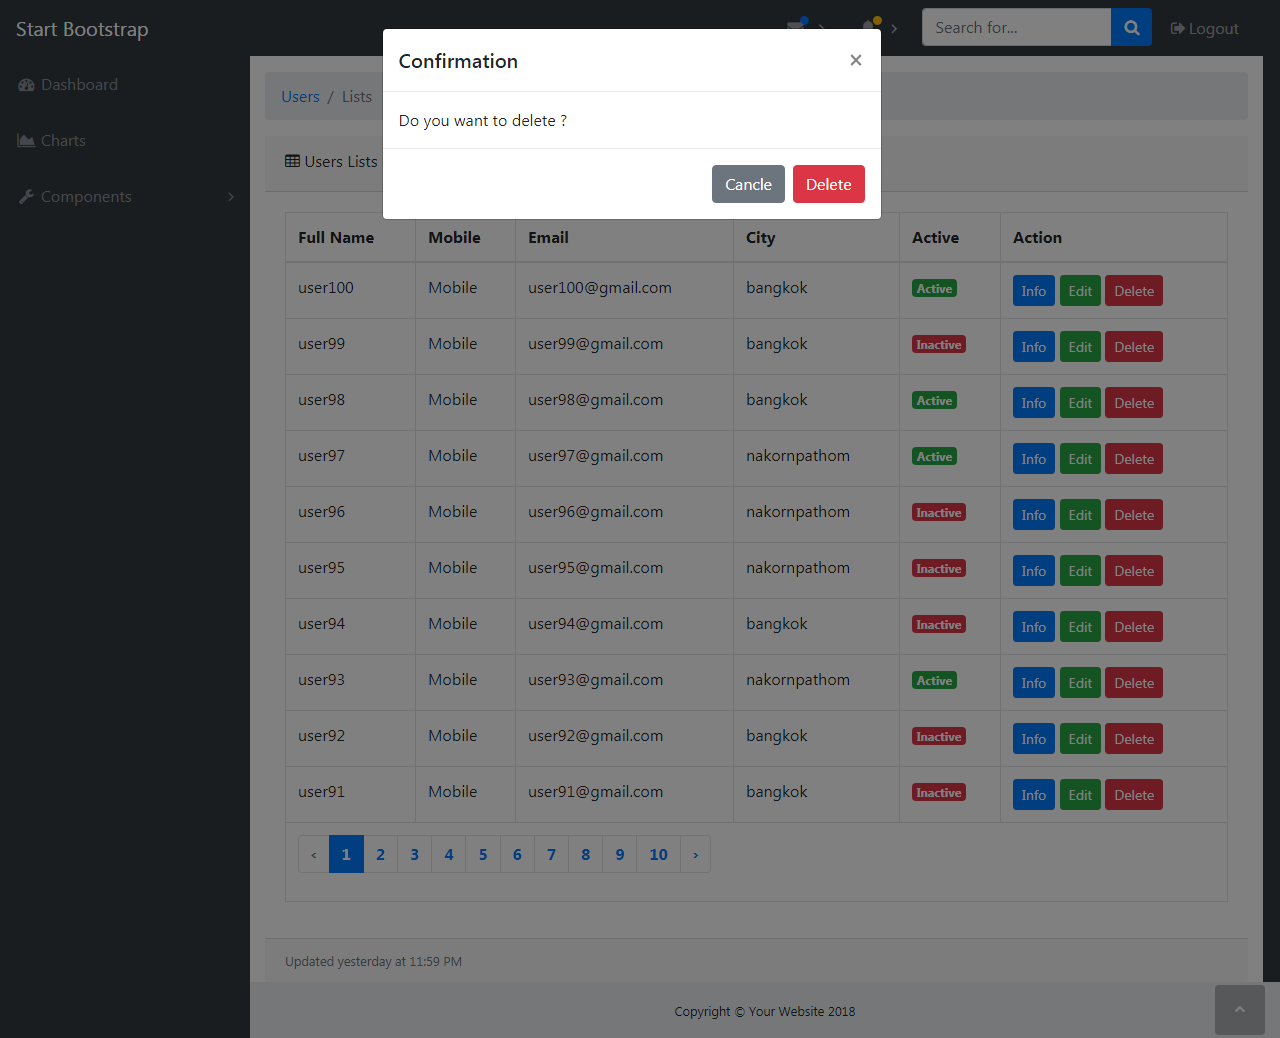 Start Bootstrap
Search for...
Logout
Confirmation ×
Do you want to delete ?
Cancle Delete
Dashboard
Charts
Components
Users / Lists
Users Lists
Full Name Mobile Email City Active Action
user100 Mobile user100@gmail.com bangkok Active Info Edit Delete
user99 Mobile user99@gmail.com bangkok Inactive Info Edit Delete
user98 Mobile user98@gmail.com bangkok Active Info Edit Delete
user97 Mobile user97@gmail.com nakornpathom Active Info Edit Delete
user96 Mobile user96@gmail.com nakornpathom Inactive Info Edit Delete
user95 Mobile user95@gmail.com nakornpathom Inactive Info Edit Delete
user94 Mobile user94@gmail.com bangkok Inactive Info Edit Delete
user93 Mobile user93@gmail.com nakornpathom Active Info Edit Delete
user92 Mobile user92@gmail.com bangkok Inactive Info Edit Delete
user91 Mobile user91@gmail.com bangkok Inactive Info Edit Delete
‹ 1 2 3 4 5 6 7 8 9 10 ›
Updated yesterday at 11:59 PM
Copyright © Your Website 2018